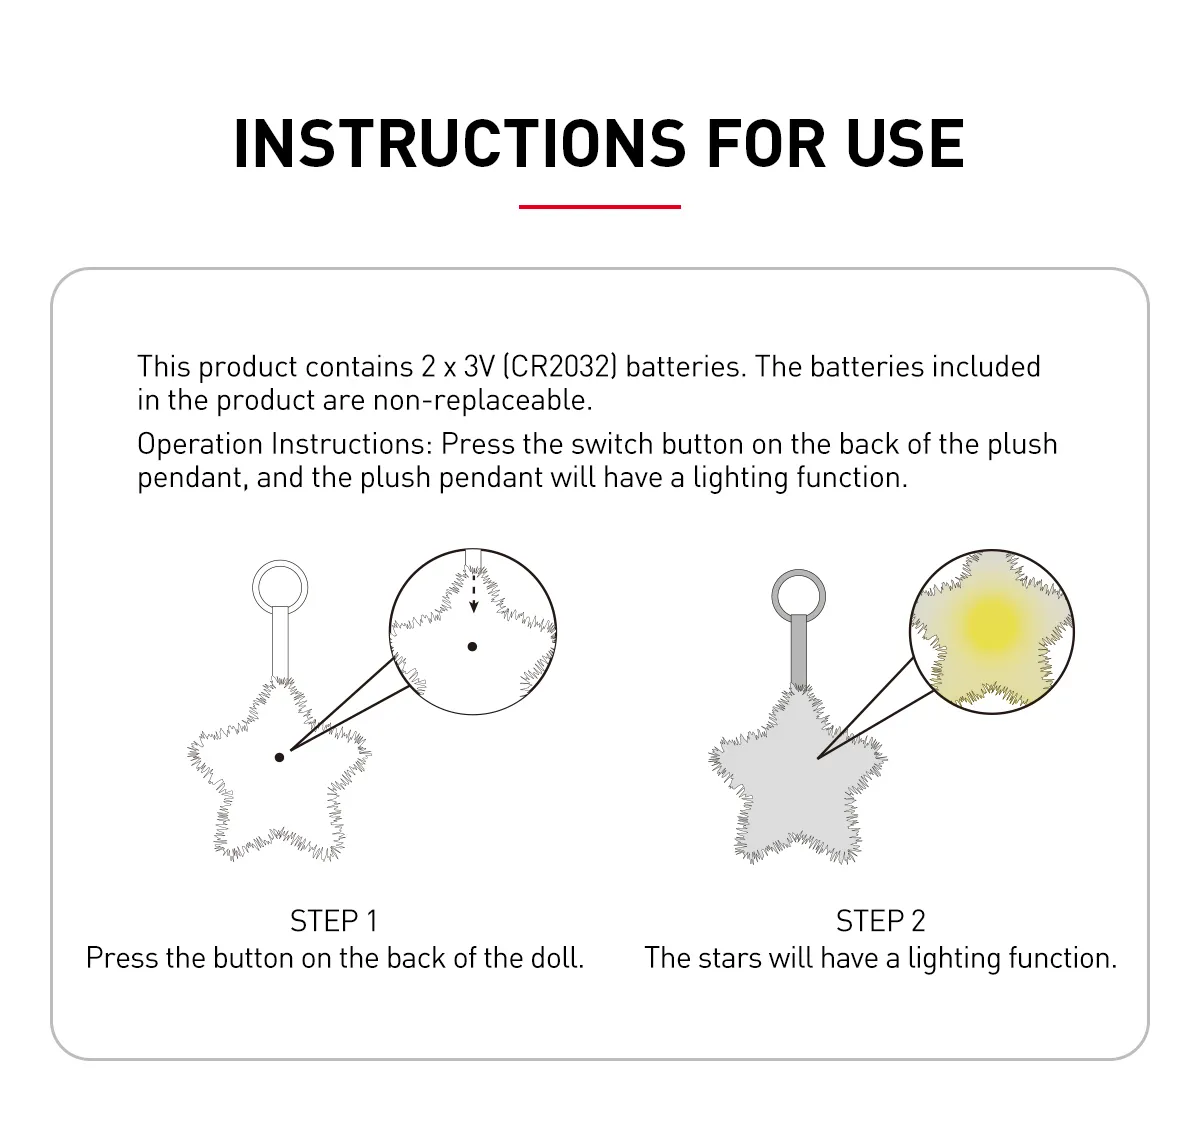 INSTRUCTIONS FOR USE
This product contains 2 x 3V (CR2032) batteries. The batteries included
in the product are non-replaceable.
Operation Instructions: Press the switch button on the back of the plush
pendant, and the plush pendant will have a lighting function.
STEP 1
Press the button on the back of the doll.
STEP 2
The stars will have a lighting function.